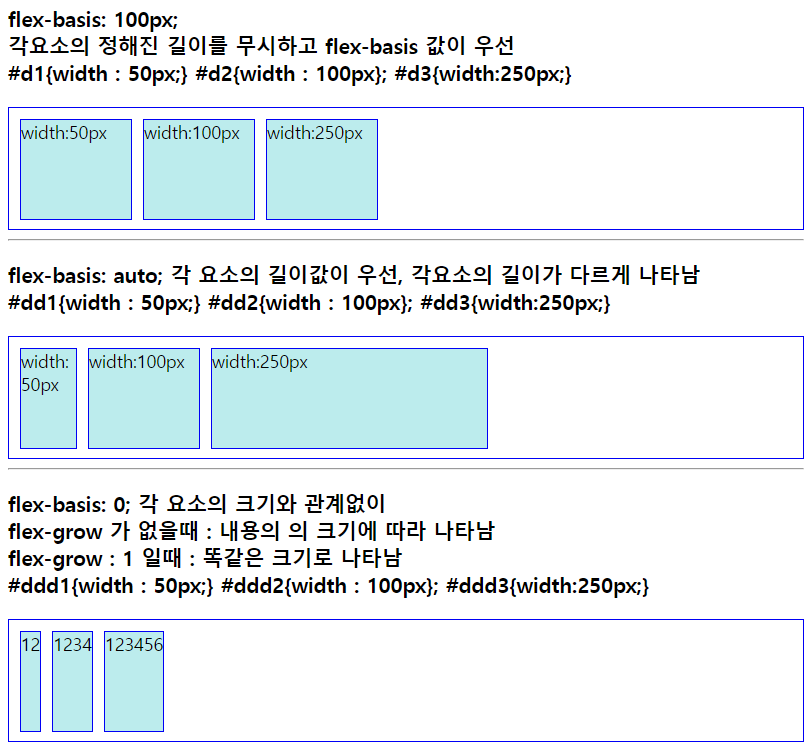 flex-basis: 100px;
각요소의 정해진 길이를 무시하고 flex-basis 값이 우선
#d1{width : 50px;} #d2{width : 100px}; #d3{width:250px;}
width:50px width:100px width:250px
flex-basis: auto; 각 요소의 길이값이 우선, 각요소의 길이가 다르게 나타남
#dd1{width : 50px;} #dd2{width : 100px}; #dd3{width:250px;}
width:
50px
width:100px
width:250px
flex-basis: 0; 각 요소의 크기와 관계없이
flex-grow 가 없을때 : 내용의 의 크기에 따라 나타남
flex-grow : 1 일때 : 똑같은 크기로 나타남
#ddd1{width : 50px;} #ddd2{width : 100px}; #ddd3{width:250px;}
12 1234 123456